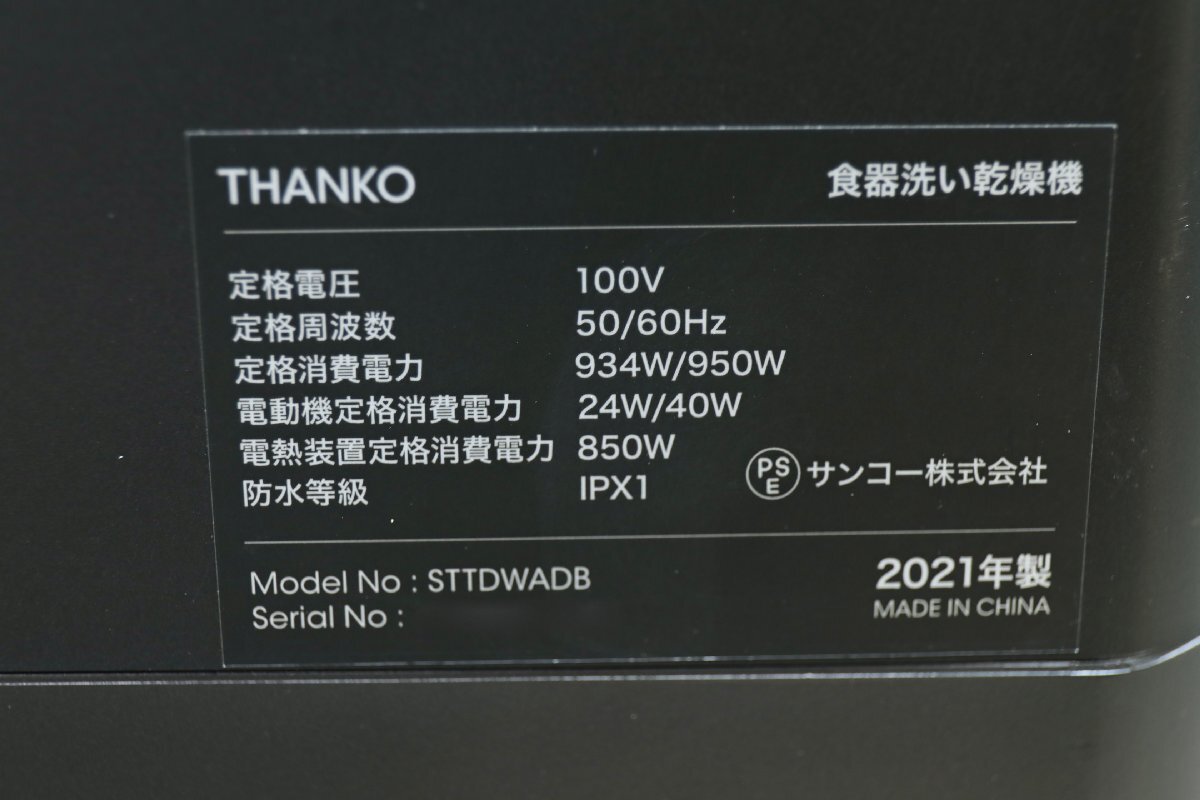 THANKO 食器洗い乾燥機
定格電圧 100V
定格周波数 50/60Hz
定格消費電力 934W/950W
電動機定格消費電力 24W/40W
電熱装置定格消費電力 850W
防水等級 IPX1
PSE サンコー株式会社
Model No : STTDWADB
2021年製
Serial No :
MADE IN CHINA